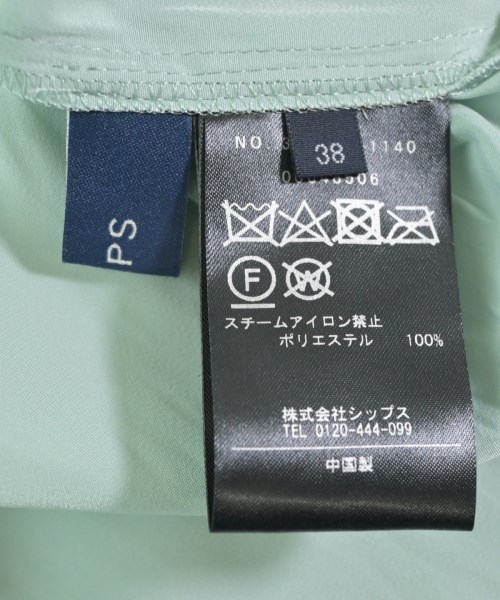 PS
38
NO.
1140
506
F
W
スチームアイロン禁止
ポリエステル 100%
株式会社シップス
TEL 0120-444-099
中国製